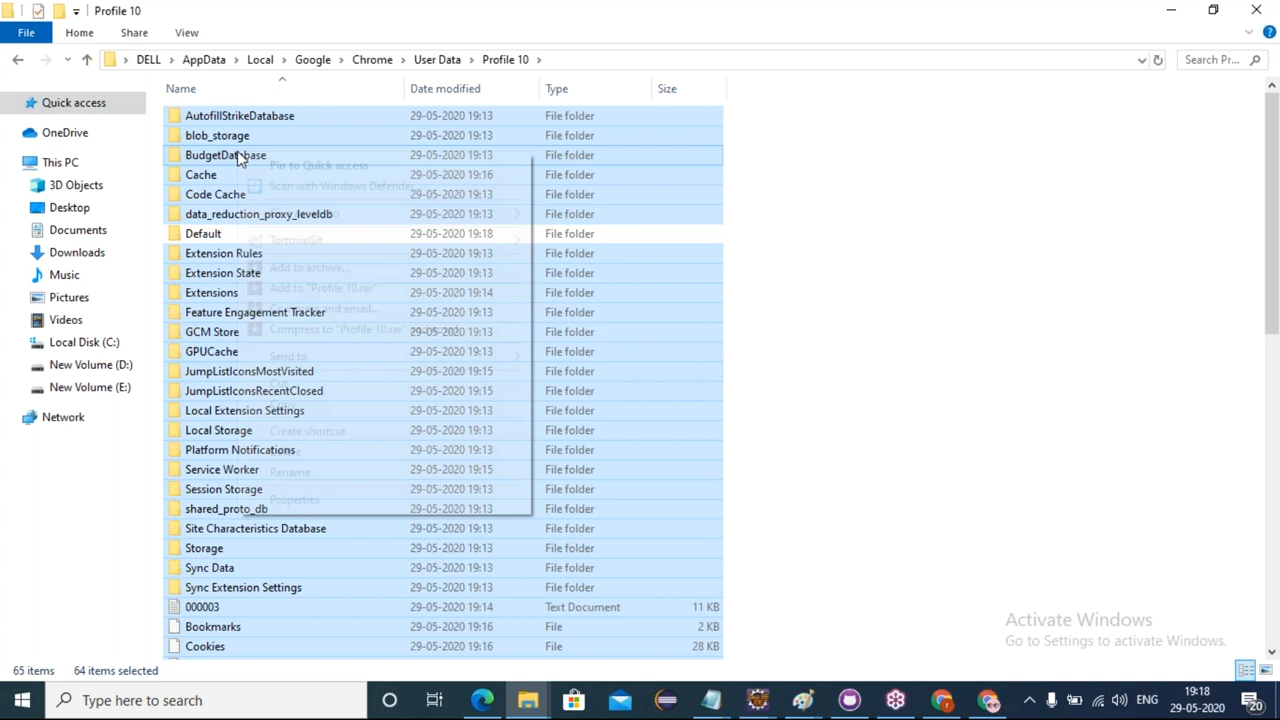 Profile 10
File Home Share View
DELL AppData Local Google Chrome User Data Profile 10 Search Pr...
Name Date modified Type Size
Quick access
OneDrive
This PC
3D Objects
Desktop
Documents
Downloads
Music
Pictures
Videos
Local Disk (C:)
New Volume (D:)
New Volume (E:)
Network
AutofillStrikeDatabase 29-05-2020 19:13 File folder
blob_storage 29-05-2020 19:13 File folder
BudgetDatabase 29-05-2020 19:13 File folder
Cache 29-05-2020 19:16 File folder
Code Cache 29-05-2020 19:13 File folder
data_reduction_proxy_leveldb 29-05-2020 19:13 File folder
Default 29-05-2020 19:18 File folder
Extension Rules 29-05-2020 19:13 File folder
Extension State 29-05-2020 19:13 File folder
Extensions 29-05-2020 19:14 File folder
Feature Engagement Tracker 29-05-2020 19:13 File folder
GCM Store 29-05-2020 19:13 File folder
GPUCache 29-05-2020 19:13 File folder
JumpListIconsMostVisited 29-05-2020 19:15 File folder
JumpListIconsRecentClosed 29-05-2020 19:15 File folder
Local Extension Settings 29-05-2020 19:13 File folder
Local Storage 29-05-2020 19:13 File folder
Platform Notifications 29-05-2020 19:13 File folder
Service Worker 29-05-2020 19:15 File folder
Session Storage 29-05-2020 19:13 File folder
shared_proto_db 29-05-2020 19:13 File folder
Site Characteristics Database 29-05-2020 19:13 File folder
Storage 29-05-2020 19:13 File folder
Sync Data 29-05-2020 19:13 File folder
Sync Extension Settings 29-05-2020 19:13 File folder
000003 29-05-2020 19:14 Text Document 11 KB
Bookmarks 29-05-2020 19:16 File 2 KB
Cookies 29-05-2020 19:16 File 28 KB
Pin to Quick access
Scan with Windows Defender...
TortoiseGit
Add to archive...
Add to "Profile 10.rar"
Compress and email...
Compress to "Profile 10.rar"
Send to
Cut
Create shortcut
Rename
Properties
Activate Windows
Go to Settings to activate Windows.
65 items 64 items selected
Type here to search
ENG
19:18
29-05-2020
20